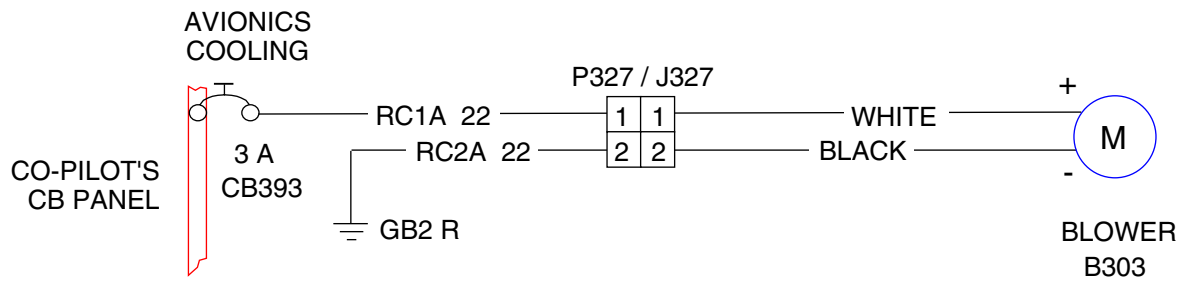 AVIONICS
COOLING
P327 / J327
+
RC1A 22
1 1
WHITE
M
3 A
CB393
RC2A 22
2 2
BLACK
-
CO-PILOT'S
CB PANEL
GB2 R
BLOWER
B303